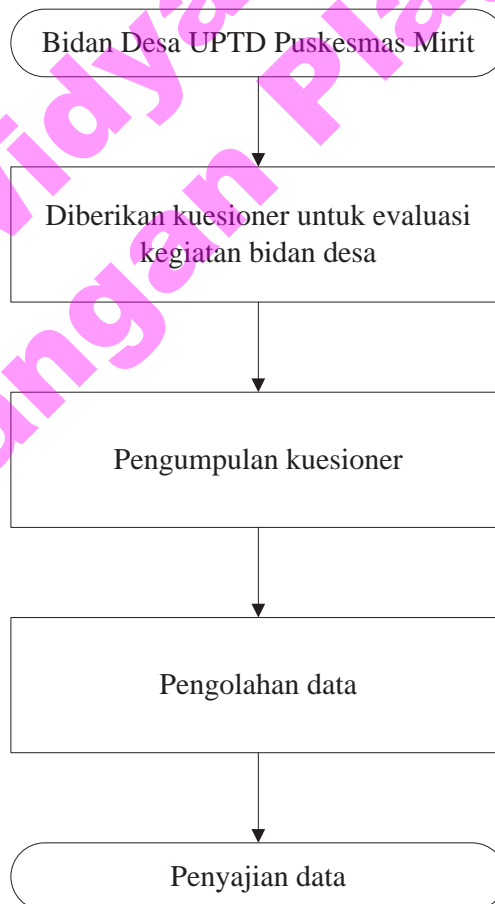 Bidan Desa UPTD Puskesmas Mirit
Diberikan kuesioner untuk evaluasi
kegiatan bidan desa
Pengumpulan kuesioner
Pengolahan data
Penyajian data